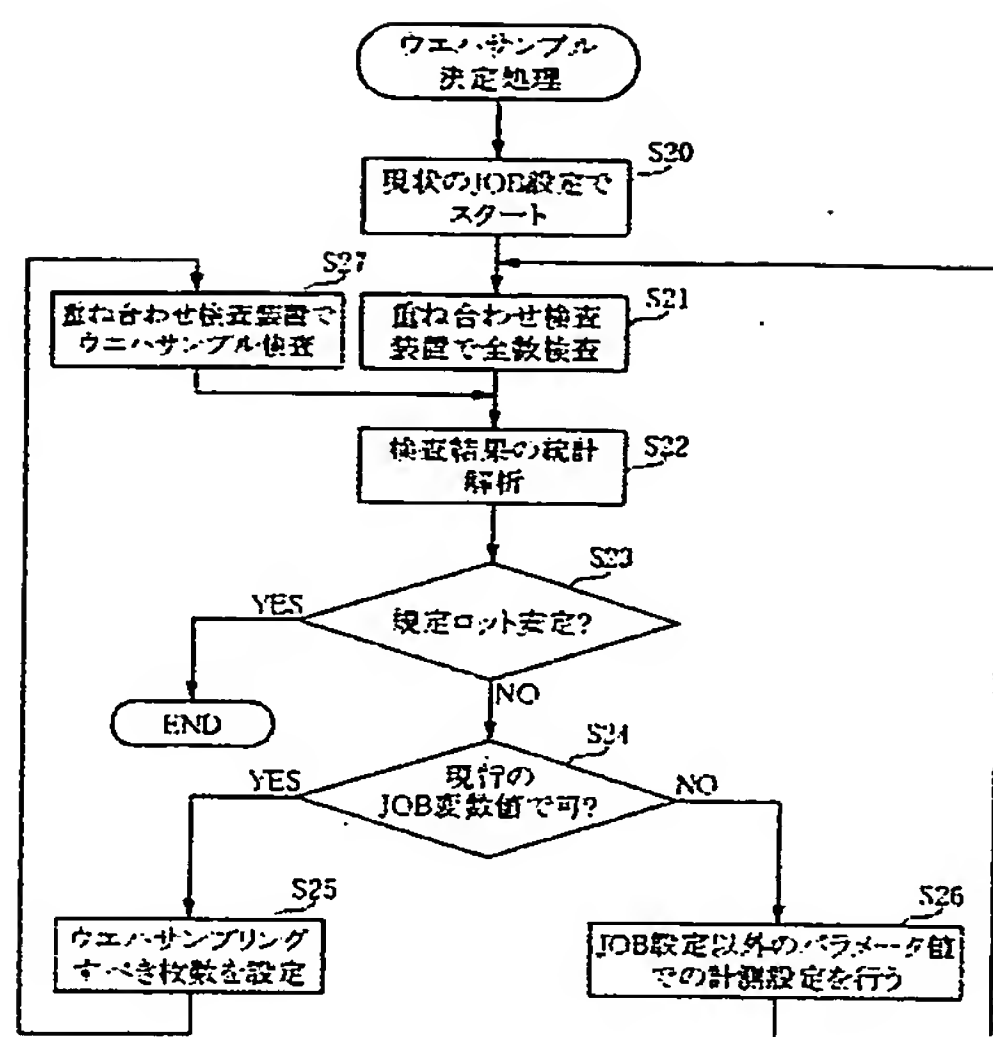 ウエハサンプル
決定処理
S20
現状のJOB設定で
スタート
S27
重ね合わせ検査装置で
ウエハサンプル検査
S21
重ね合わせ検査
装置で全数検査
S22
検査結果の統計
解析
S23
規定ロット安定?
YES
NO
END
S24
現行の
JOB変数値で可?
YES
NO
S25
ウエハサンプリング
すべき枚数を設定
S26
JOB設定以外のパラメータ値
での計測設定を行う